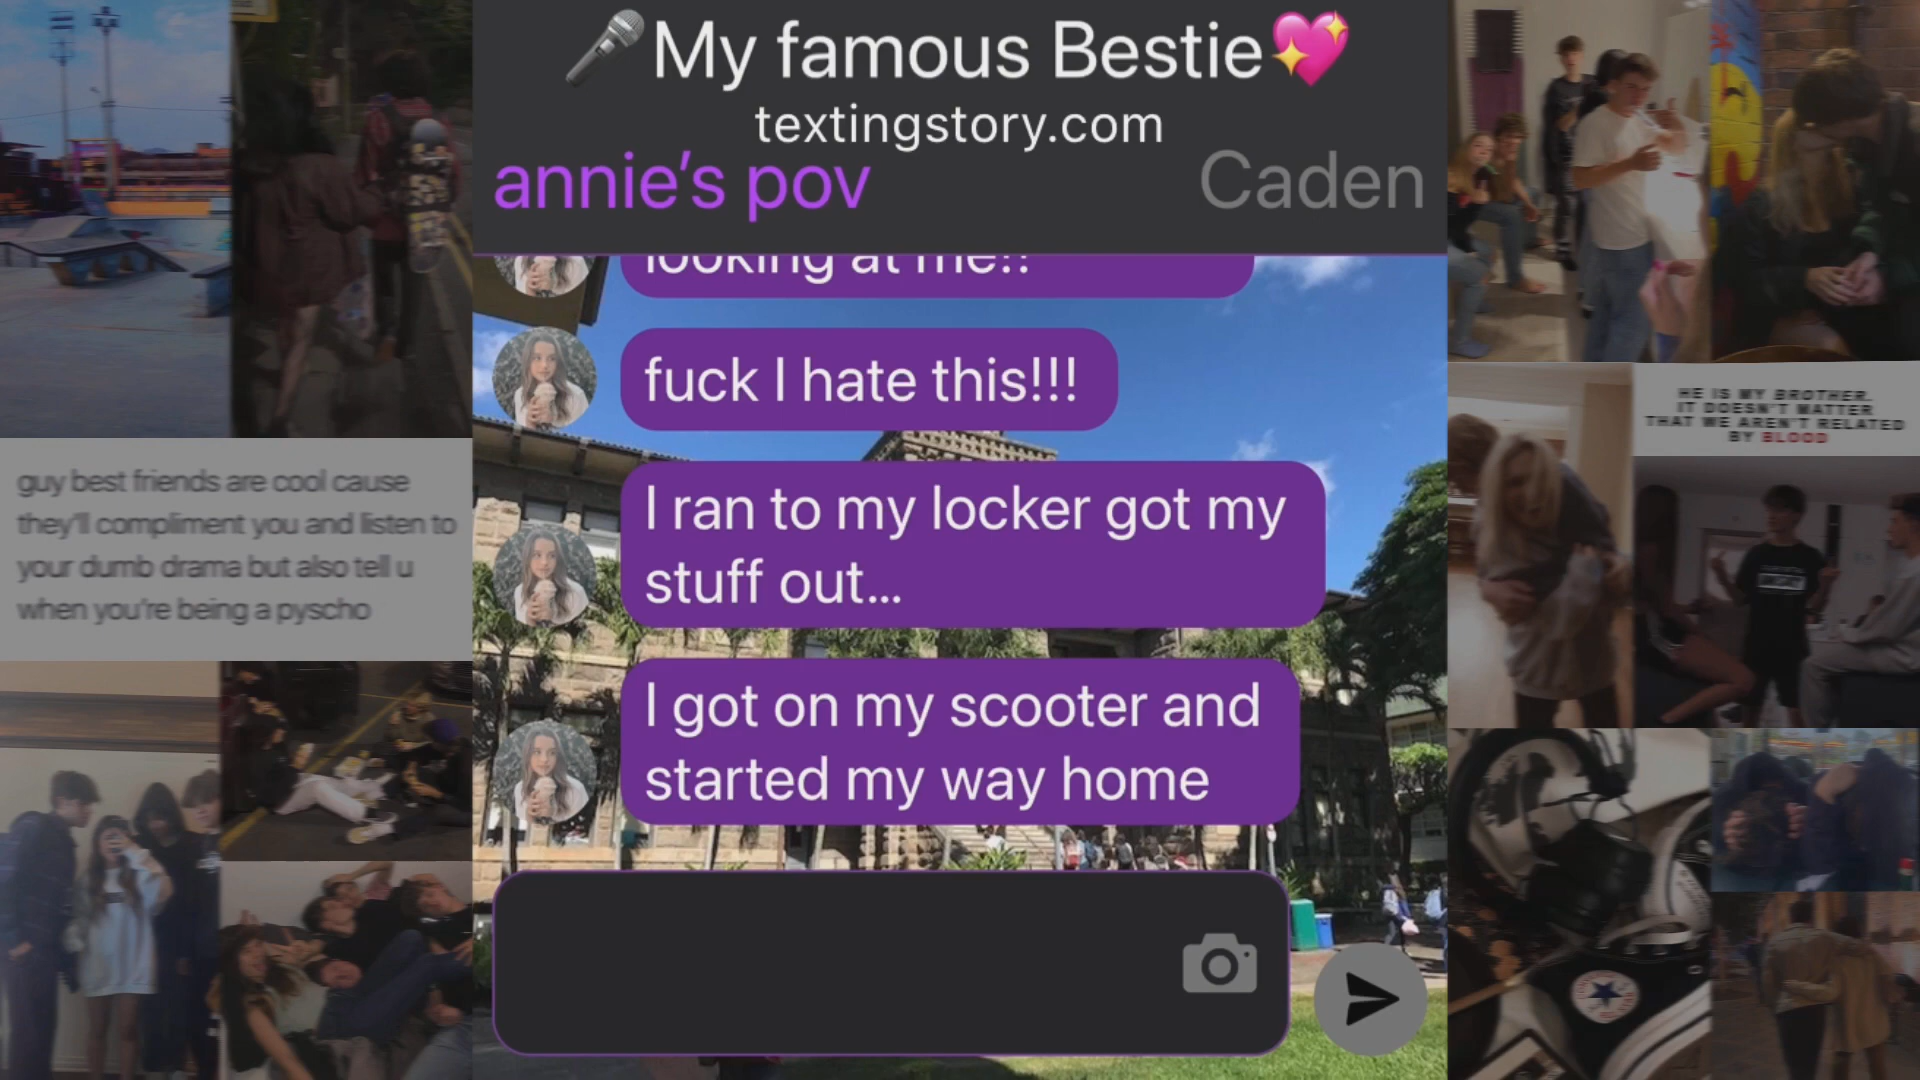 🎤My famous Bestie💖
textingstory.com
annie's pov
Caden
looking at me!!
fuck I hate this!!!
I ran to my locker got my
stuff out...
I got on my scooter and
started my way home
guy best friends are cool cause
they'll compliment you and listen to
your dumb drama but also tell u
when you're being a pyscho
HE IS MY BROTHER.
IT DOESN'T MATTER
THAT WE AREN'T RELATED
BY BLOOD